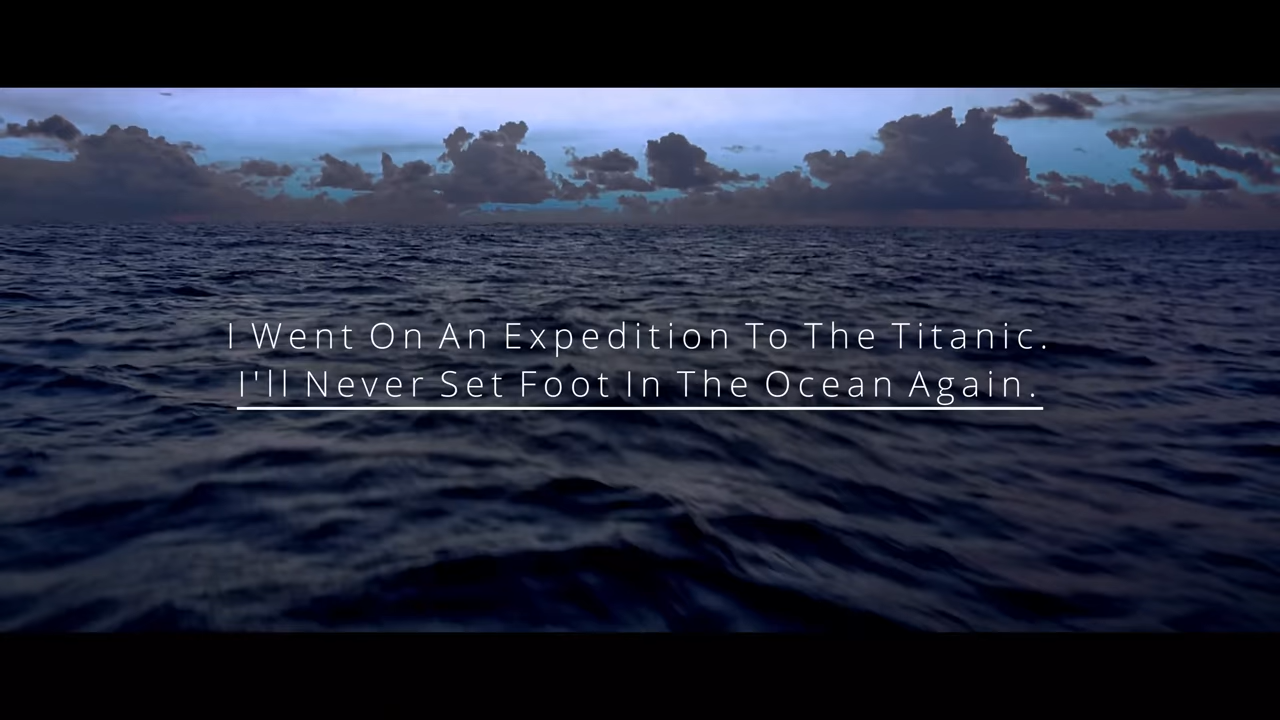 I Went On An Expedition To The Titanic.
I'll Never Set Foot In The Ocean Again.